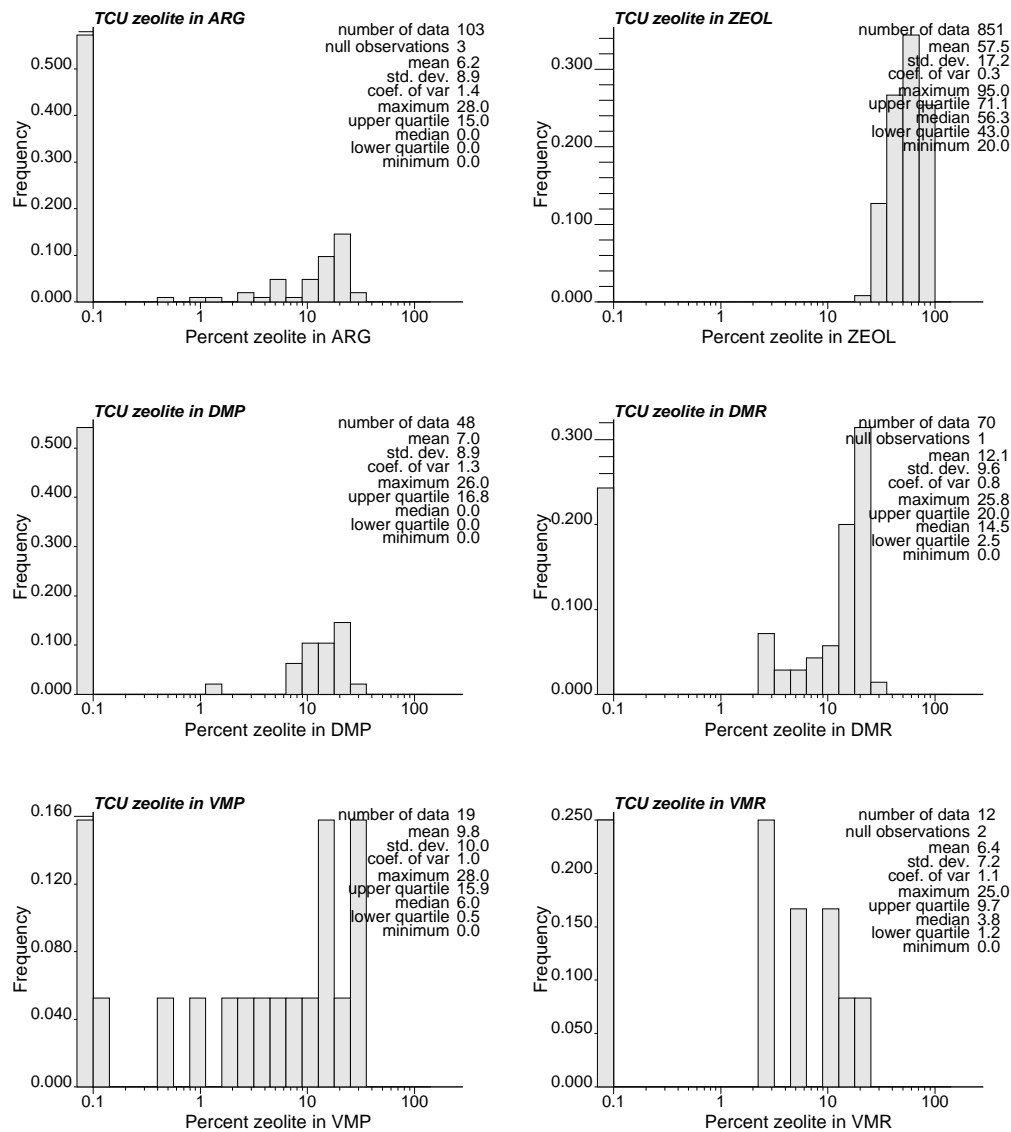 TCU zeolite in ARG
number of data 103
null observations 3
mean 6.2
std. dev. 8.9
coef. of var 1.4
maximum 28.0
upper quartile 15.0
median 0.0
lower quartile 0.0
minimum 0.0
Frequency
0.500
0.400
0.300
0.200
0.100
0.000
0.1 1 10 100
Percent zeolite in ARG
TCU zeolite in ZEOL
number of data 851
mean 57.5
std. dev. 17.2
coef. of var 0.3
maximum 95.0
upper quartile 71.1
median 56.3
lower quartile 43.0
minimum 20.0
Frequency
0.300
0.200
0.100
0.000
0.1 1 10 100
Percent zeolite in ZEOL
TCU zeolite in DMP
number of data 48
mean 7.0
std. dev. 8.9
coef. of var 1.3
maximum 26.0
upper quartile 16.8
median 0.0
lower quartile 0.0
minimum 0.0
Frequency
0.500
0.400
0.300
0.200
0.100
0.000
0.1 1 10 100
Percent zeolite in DMP
TCU zeolite in DMR
number of data 70
null observations 1
mean 12.1
std. dev. 9.6
coef. of var 0.8
maximum 25.8
upper quartile 20.0
median 14.5
lower quartile 2.5
minimum 0.0
Frequency
0.300
0.200
0.100
0.000
0.1 1 10 100
Percent zeolite in DMR
TCU zeolite in VMP
number of data 19
mean 9.8
std. dev. 10.0
coef. of var 1.0
maximum 28.0
upper quartile 15.9
median 6.0
lower quartile 0.5
minimum 0.0
Frequency
0.160
0.120
0.080
0.040
0.000
0.1 1 10 100
Percent zeolite in VMP
TCU zeolite in VMR
number of data 12
null observations 2
mean 6.4
std. dev. 7.2
coef. of var 1.1
maximum 25.0
upper quartile 9.7
median 3.8
lower quartile 1.2
minimum 0.0
Frequency
0.250
0.200
0.150
0.100
0.050
0.000
0.1 1 10 100
Percent zeolite in VMR